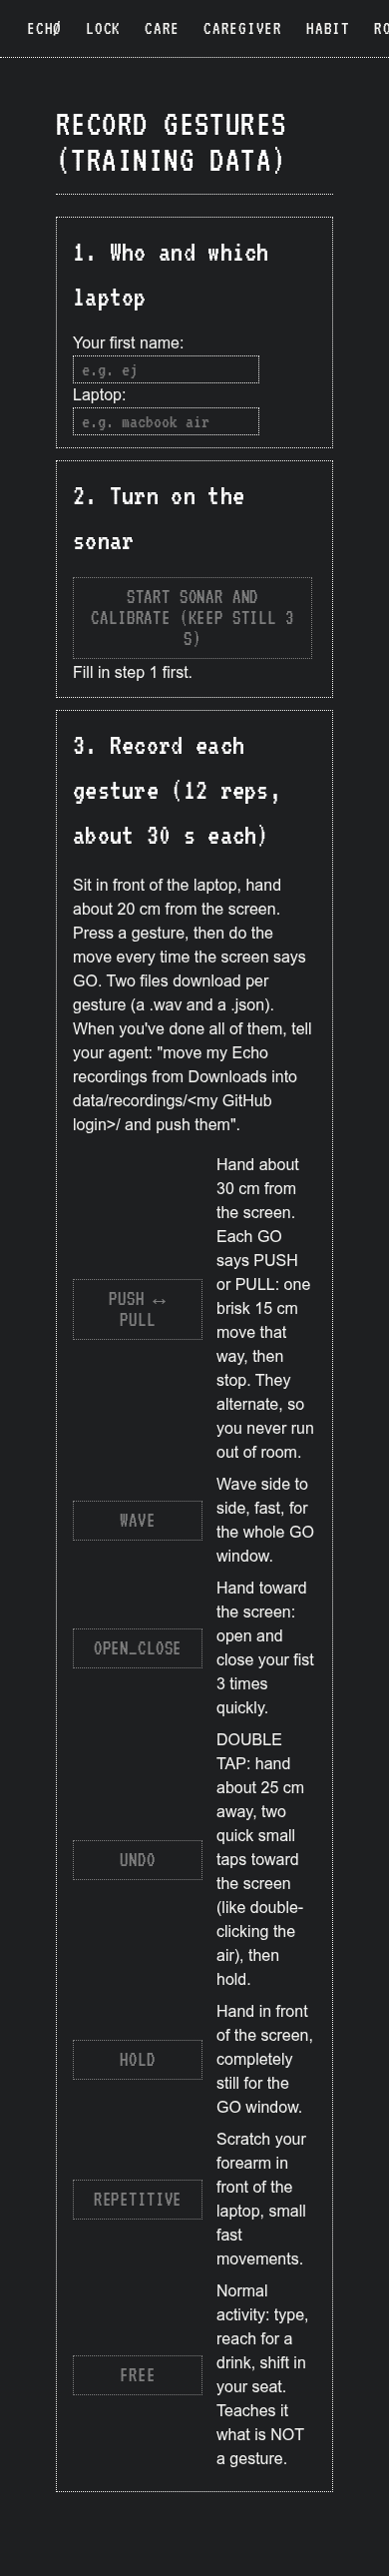 ECHØ LOCK CARE CAREGIVER HABIT RO
RECORD GESTURES
(TRAINING DATA)
1. Who and which
laptop
Your first name:
e.g. ej
Laptop:
e.g. macbook air
2. Turn on the
sonar
START SONAR AND
CALIBRATE (KEEP STILL 3
S)
Fill in step 1 first.
3. Record each
gesture (12 reps,
about 30 s each)
Sit in front of the laptop, hand
about 20 cm from the screen.
Press a gesture, then do the
move every time the screen says
GO. Two files download per
gesture (a .wav and a .json).
When you've done all of them, tell
your agent: "move my Echo
recordings from Downloads into
data/recordings/<my GitHub
login>/ and push them".
PUSH ↔
PULL
Hand about
30 cm from
the screen.
Each GO
says PUSH
or PULL: one
brisk 15 cm
move that
way, then
stop. They
alternate, so
you never run
out of room.
WAVE
Wave side to
side, fast, for
the whole GO
window.
OPEN_CLOSE
Hand toward
the screen:
open and
close your fist
3 times
quickly.
UNDO
DOUBLE
TAP: hand
about 25 cm
away, two
quick small
taps toward
the screen
(like double-
clicking the
air), then
hold.
HOLD
Hand in front
of the screen,
completely
still for the
GO window.
REPETITIVE
Scratch your
forearm in
front of the
laptop, small
fast
movements.
FREE
Normal
activity: type,
reach for a
drink, shift in
your seat.
Teaches it
what is NOT
a gesture.